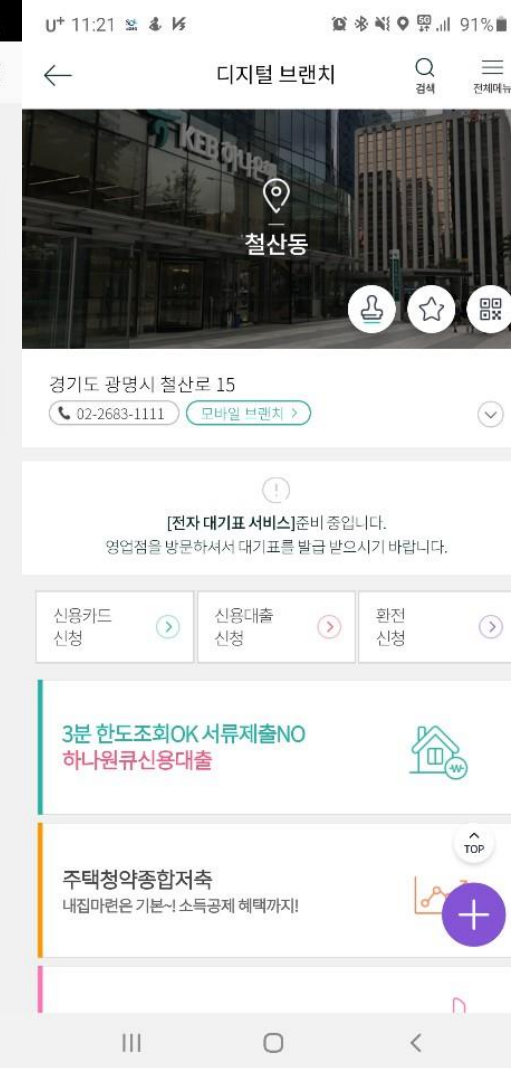 U+ 11:21
91%
디지털 브랜치
검색
전체메뉴
KEB 하나은행
철산동
경기도 광명시 철산로 15
02-2683-1111 모바일 브랜치 >
[전자 대기표 서비스]준비 중입니다.
영업점을 방문하셔서 대기표를 발급 받으시기 바랍니다.
신용카드
신청
신용대출
신청
환전
신청
3분 한도조회OK 서류제출NO
하나원큐신용대출
TOP
주택청약종합저축
내집마련은 기본~! 소득공제 혜택까지!